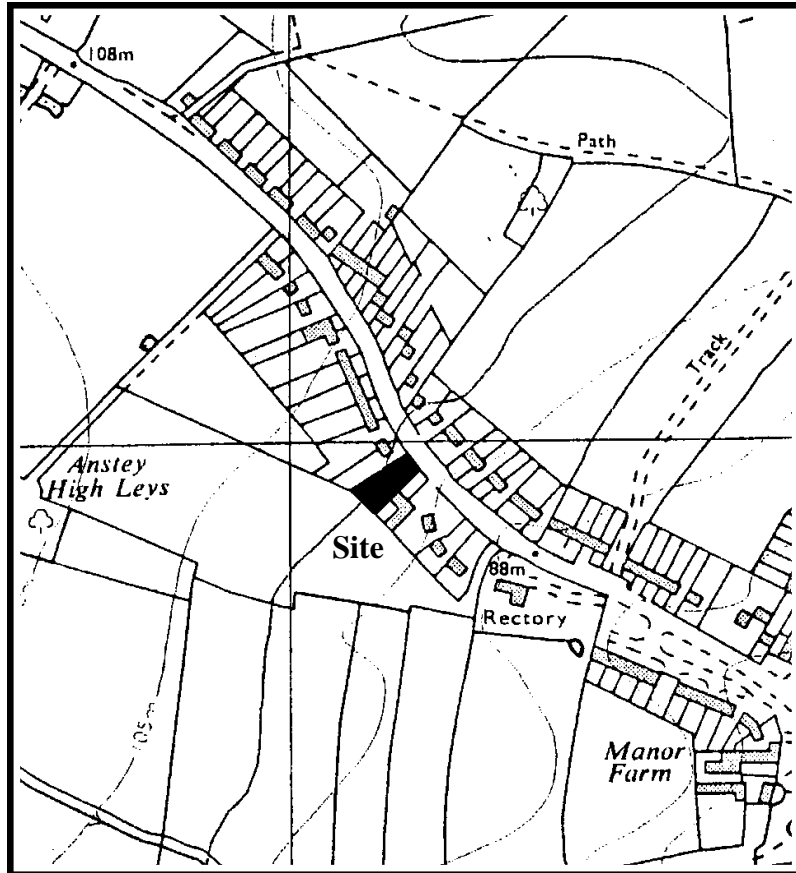 108m
Path
Track
Anstey
High Leys
Site
88m
Rectory
105m
Manor
Farm